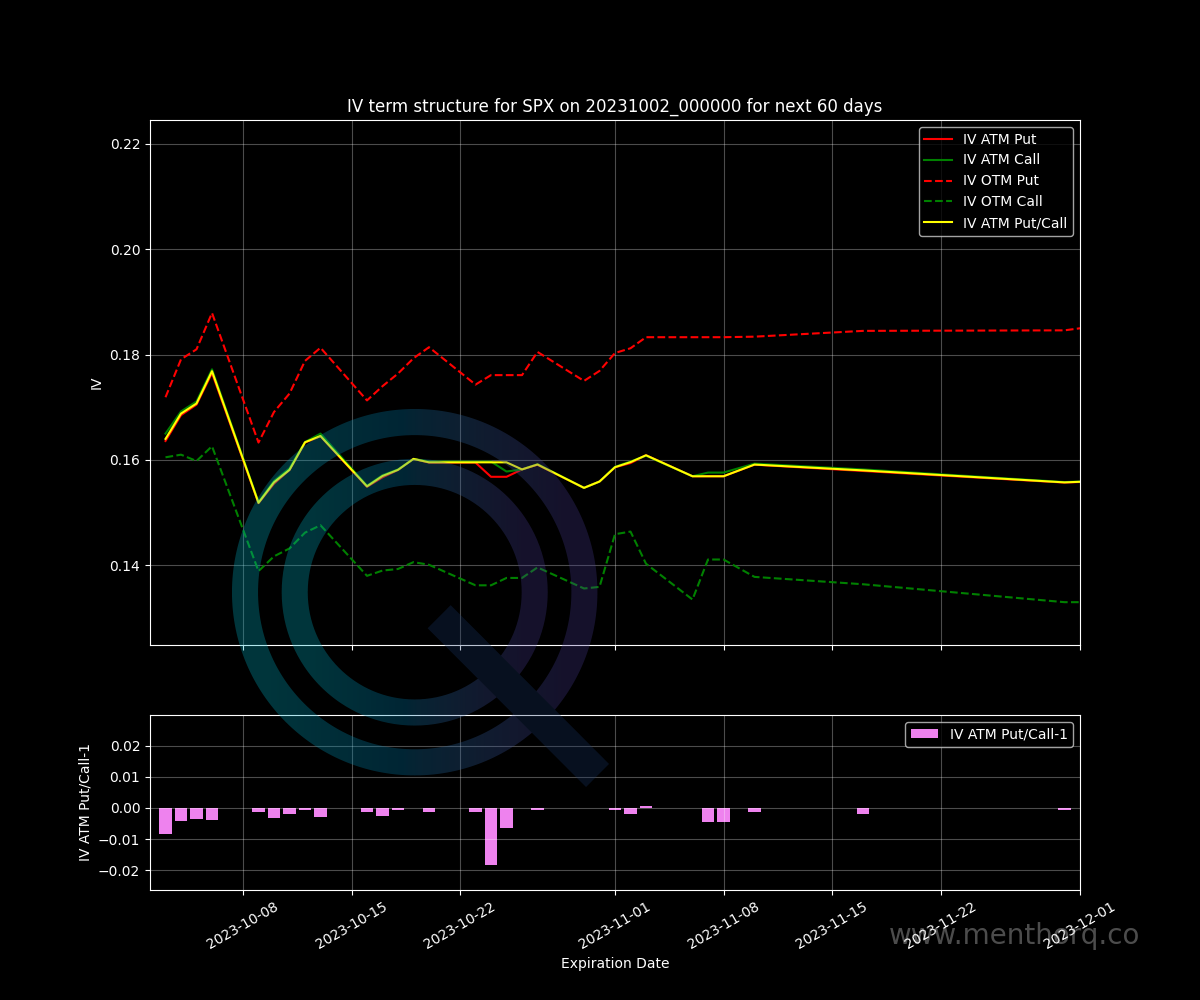 IV term structure for SPX on 20231002_000000 for next 60 days
IV ATM Put
IV ATM Call
IV OTM Put
IV OTM Call
IV ATM Put/Call
0.22
0.20
0.18
0.16
0.14
IV
IV ATM Put/Call-1
0.02
0.01
0.00
−0.01
−0.02
IV ATM Put/Call-1
2023-10-08
2023-10-15
2023-10-22
2023-11-01
2023-11-08
2023-11-15
2023-11-22
2023-12-01
www.menthorq.co
Expiration Date